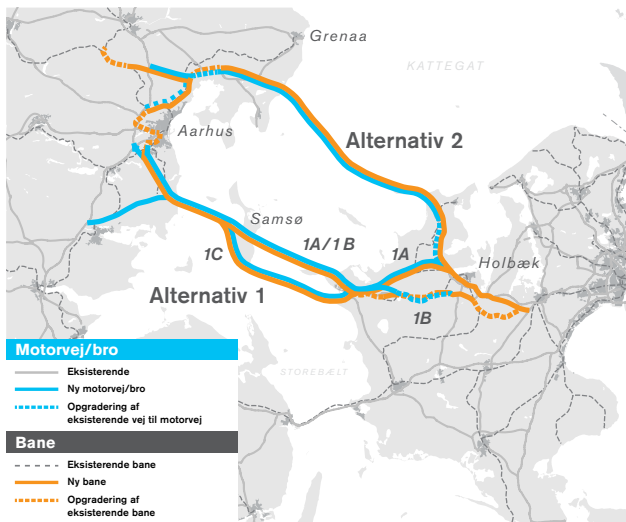 Grenaa
KATTEGAT
Aarhus
Alternativ 2
Samsø
1A/1B
1A
1C
Holbæk
Alternativ 1
1B
STOREBÆLT
Motorvej/bro
Eksisterende
Ny motorvej/bro
Opgradering af
eksisterende vej til motorvej
Bane
Eksisterende bane
Ny bane
Opgradering af
eksisterende bane